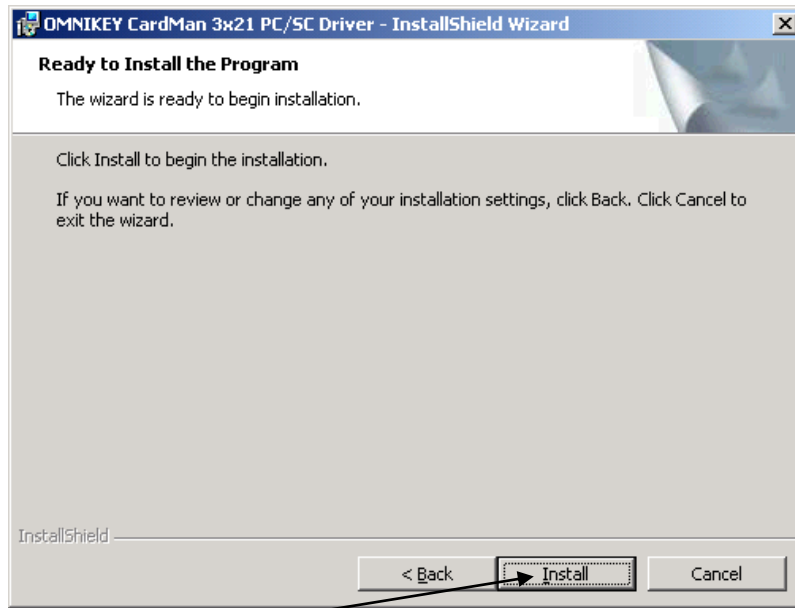 OMNIKEY CardMan 3x21 PC/SC Driver - InstallShield Wizard
Ready to Install the Program
The wizard is ready to begin installation.
Click Install to begin the installation.
If you want to review or change any of your installation settings, click Back. Click Cancel to
exit the wizard.
InstallShield
< Back Install Cancel